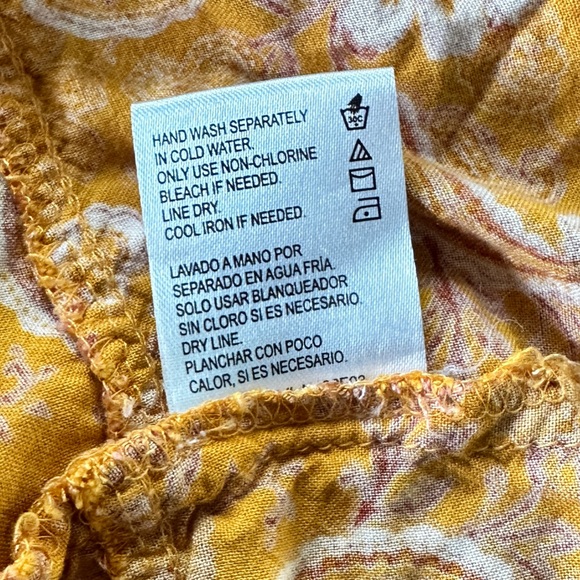 HAND WASH SEPARATELY
IN COLD WATER.
ONLY USE NON-CHLORINE
BLEACH IF NEEDED.
LINE DRY.
COOL IRON IF NEEDED.
30C
LAVADO A MANO POR
SEPARADO EN AGUA FRÍA.
SOLO USAR BLANQUEADOR
SIN CLORO SI ES NECESARIO.
DRY LINE.
PLANCHAR CON POCO
CALOR, SI ES NECESARIO.